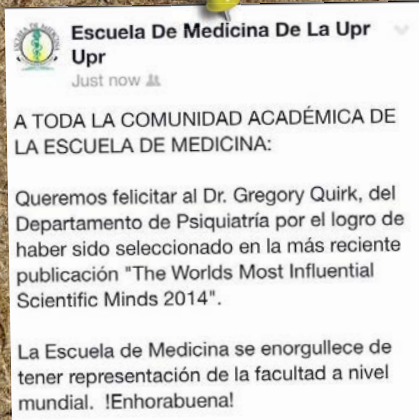 Escuela De Medicina De La Upr
Upr
Just now
A TODA LA COMUNIDAD ACADÉMICA DE
LA ESCUELA DE MEDICINA:
Queremos felicitar al Dr. Gregory Quirk, del
Departamento de Psiquiatría por el logro de
haber sido seleccionado en la más reciente
publicación "The Worlds Most Influential
Scientific Minds 2014".
La Escuela de Medicina se enorgullece de
tener representación de la facultad a nivel
mundial. !Enhorabuena!